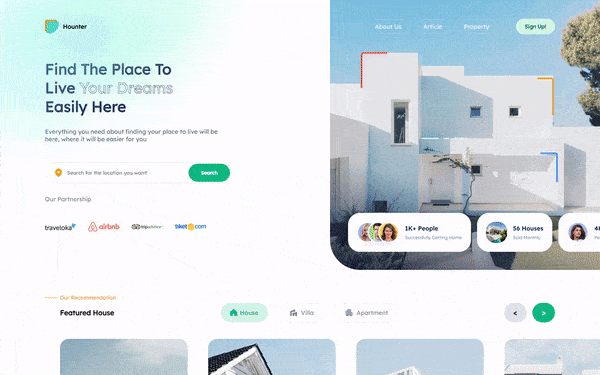 Hounter
About Us
Article
Property
Sign Up!
Find The Place To
Live Your Dreams
Easily Here
Everything you need about finding your place to live will be
here, where it will be easier for you
Search for the location you want!
Search
Our Partnership
traveloka
airbnb
tripadvisor
tiket.com
1K+ People
Successfully Getting Home
56 Houses
Sold Monthly
Our Recommendation
Featured House
House
Villa
Apartment
<
>